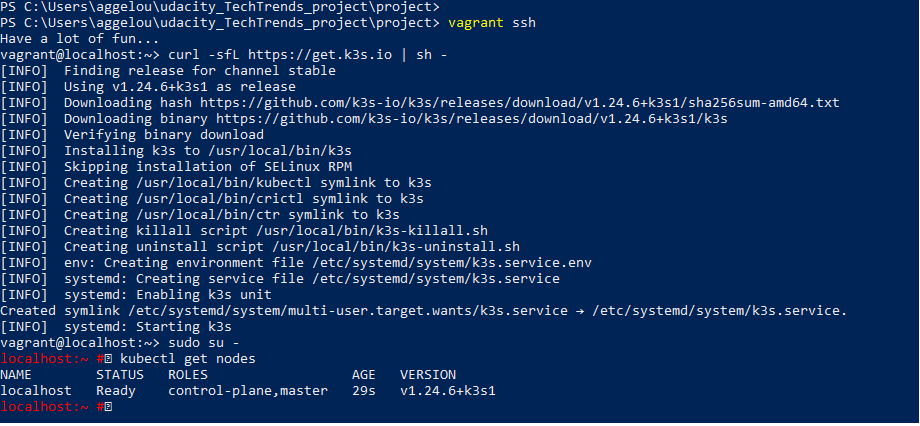 PS C:\Users\aggelou\udacity_TechTrends_project\project>
PS C:\Users\aggelou\udacity_TechTrends_project\project> vagrant ssh
Have a lot of fun...
vagrant@localhost:~> curl -sfL https://get.k3s.io | sh -
[INFO]  Finding release for channel stable
[INFO]  Using v1.24.6+k3s1 as release
[INFO]  Downloading hash https://github.com/k3s-io/k3s/releases/download/v1.24.6+k3s1/sha256sum-amd64.txt
[INFO]  Downloading binary https://github.com/k3s-io/k3s/releases/download/v1.24.6+k3s1/k3s
[INFO]  Verifying binary download
[INFO]  Installing k3s to /usr/local/bin/k3s
[INFO]  Skipping installation of SELinux RPM
[INFO]  Creating /usr/local/bin/kubectl symlink to k3s
[INFO]  Creating /usr/local/bin/crictl symlink to k3s
[INFO]  Creating /usr/local/bin/ctr symlink to k3s
[INFO]  Creating killall script /usr/local/bin/k3s-killall.sh
[INFO]  Creating uninstall script /usr/local/bin/k3s-uninstall.sh
[INFO]  env: Creating environment file /etc/systemd/system/k3s.service.env
[INFO]  systemd: Creating service file /etc/systemd/system/k3s.service
[INFO]  systemd: Enabling k3s unit
Created symlink /etc/systemd/system/multi-user.target.wants/k3s.service → /etc/systemd/system/k3s.service.
[INFO]  systemd: Starting k3s
vagrant@localhost:~> sudo su -
localhost:~ # kubectl get nodes
NAME        STATUS   ROLES                  AGE   VERSION
localhost   Ready    control-plane,master   29s   v1.24.6+k3s1
localhost:~ #